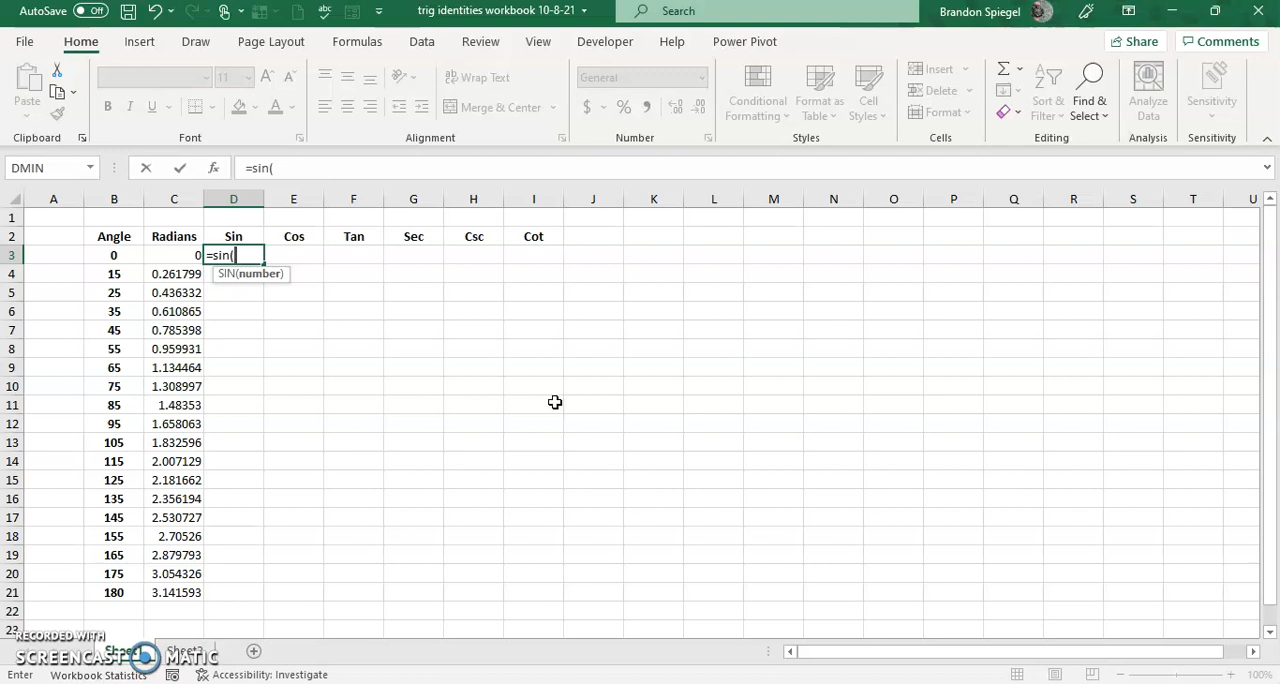 AutoSave Off trig identities workbook 10-8-21 Search Brandon Spiegel
File Home Insert Draw Page Layout Formulas Data Review View Developer Help Power Pivot Share Comments
Paste 11 Wrap Text General Conditional Formatting Format as Table Cell Styles Insert Sort & Filter Find & Select Analyze Data Sensitivity
B I U Merge & Center $ % Delete Format
Clipboard Font Alignment Number Styles Cells Editing Analysis Sensitivity
DMIN fx =sin(
A B C D E F G H I J K L M N O P Q R S T U
1
2 Angle Radians Sin Cos Tan Sec Csc Cot
3 0 0 =sin(
SIN(number)
4 15 0.261799
5 25 0.436332
6 35 0.610865
7 45 0.785398
8 55 0.959931
9 65 1.134464
10 75 1.308997
11 85 1.48353
12 95 1.658063
13 105 1.832596
14 115 2.007129
15 125 2.181662
16 135 2.356194
17 145 2.530727
18 155 2.70526
19 165 2.879793
20 175 3.054326
21 180 3.141593
22
23
RECORDED WITH
SCREENCAST MATIC
Enter Workbook Statistics Accessibility: Investigate 100%